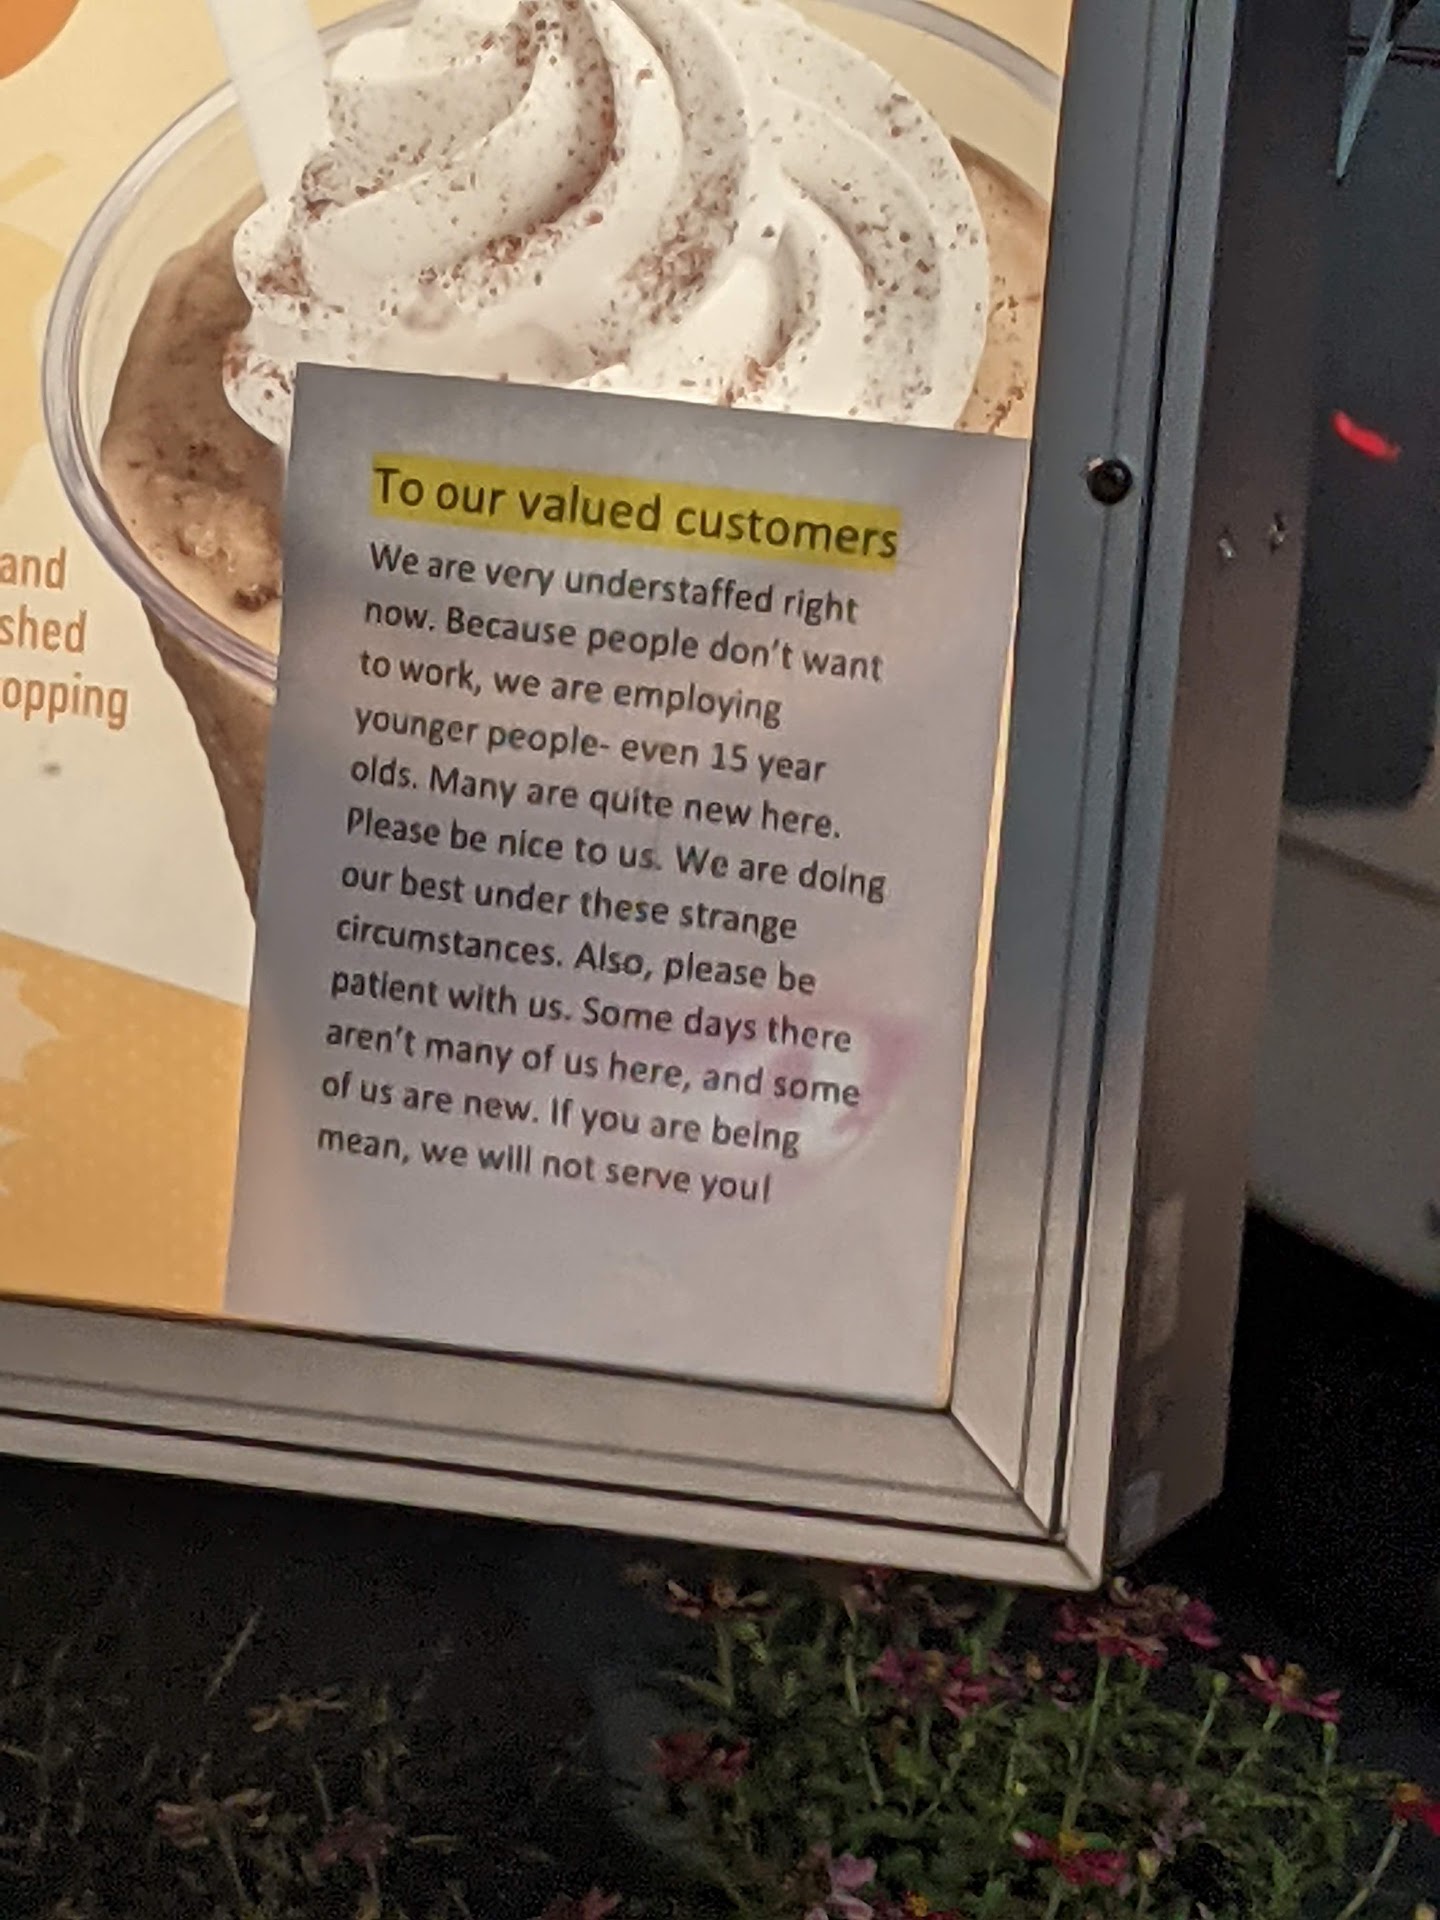 and
shed
opping
To our valued customers
We are very understaffed right
now. Because people don't want
to work, we are employing
younger people- even 15 year
olds. Many are quite new here.
Please be nice to us. We are doing
our best under these strange
circumstances. Also, please be
patient with us. Some days there
aren't many of us here, and some
of us are new. If you are being
mean, we will not serve you!